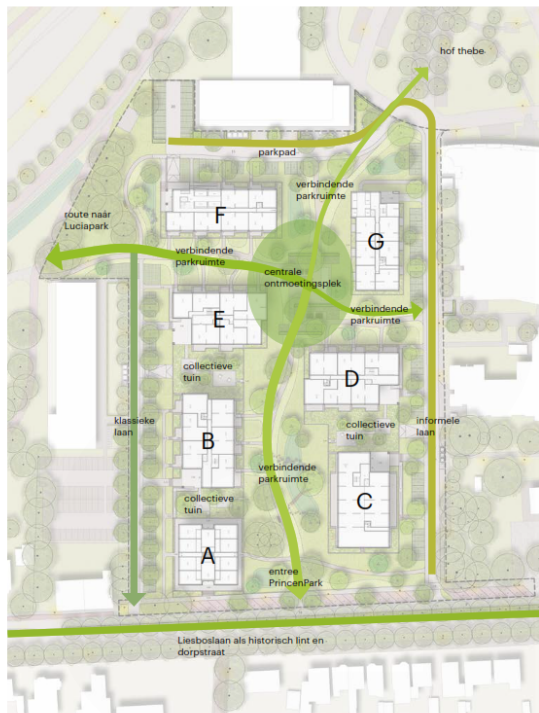 hof thebe
parkpad
verbindende
parkruimte
F
route naar
Luciapark
G
verbindende
parkruimte
centrale
ontmoetingsplek
verbindende
parkruimte
E
collectieve
tuin
D
klassieke
laan
B
collectieve
tuin
informele
laan
verbindende
parkruimte
collectieve
tuin
C
A
entree
PrincenPark
Liesboslaan als historisch lint en
dorpstraat